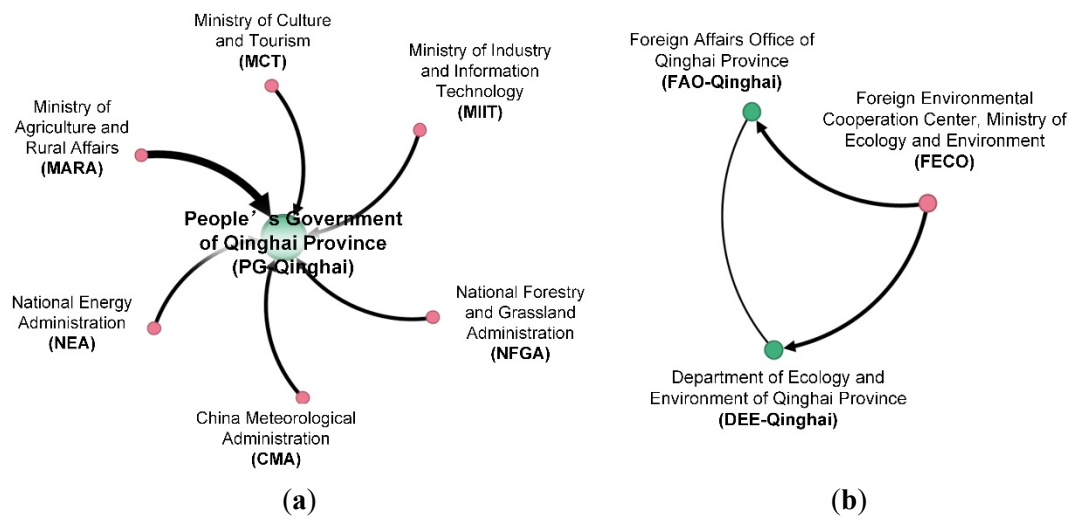 Ministry of Culture
and Tourism
(MCT)
Ministry of Industry
and Information
Technology
(MIIT)
Ministry of
Agriculture and
Rural Affairs
(MARA)
People’s Government
of Qinghai Province
(PG-Qinghai)
National Energy
Administration
(NEA)
National Forestry
and Grassland
Administration
(NFGA)
China Meteorological
Administration
(CMA)
(a)
Foreign Affairs Office of
Qinghai Province
(FAO-Qinghai)
Foreign Environmental
Cooperation Center, Ministry of
Ecology and Environment
(FECO)
Department of Ecology and
Environment of Qinghai Province
(DEE-Qinghai)
(b)